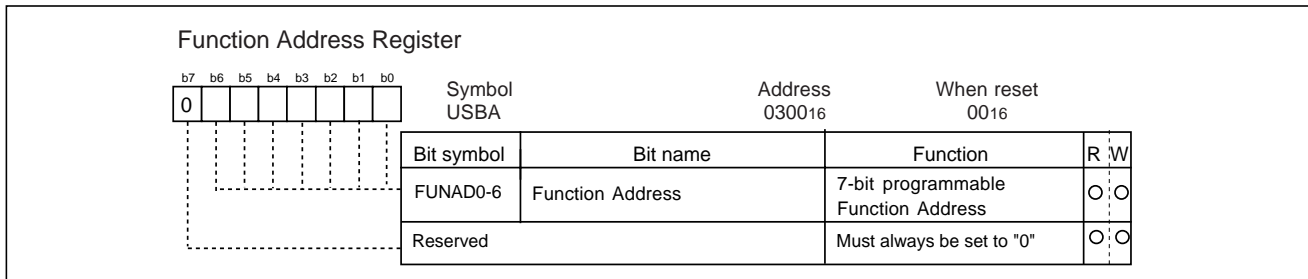 Function Address Register
b7 b6 b5 b4 b3 b2 b1 b0
0
Symbol Address When reset
USBA 030016 0016
Bit symbol Bit name Function R W
FUNAD0-6 Function Address 7-bit programmable Function Address O O
Reserved Must always be set to "0" O O